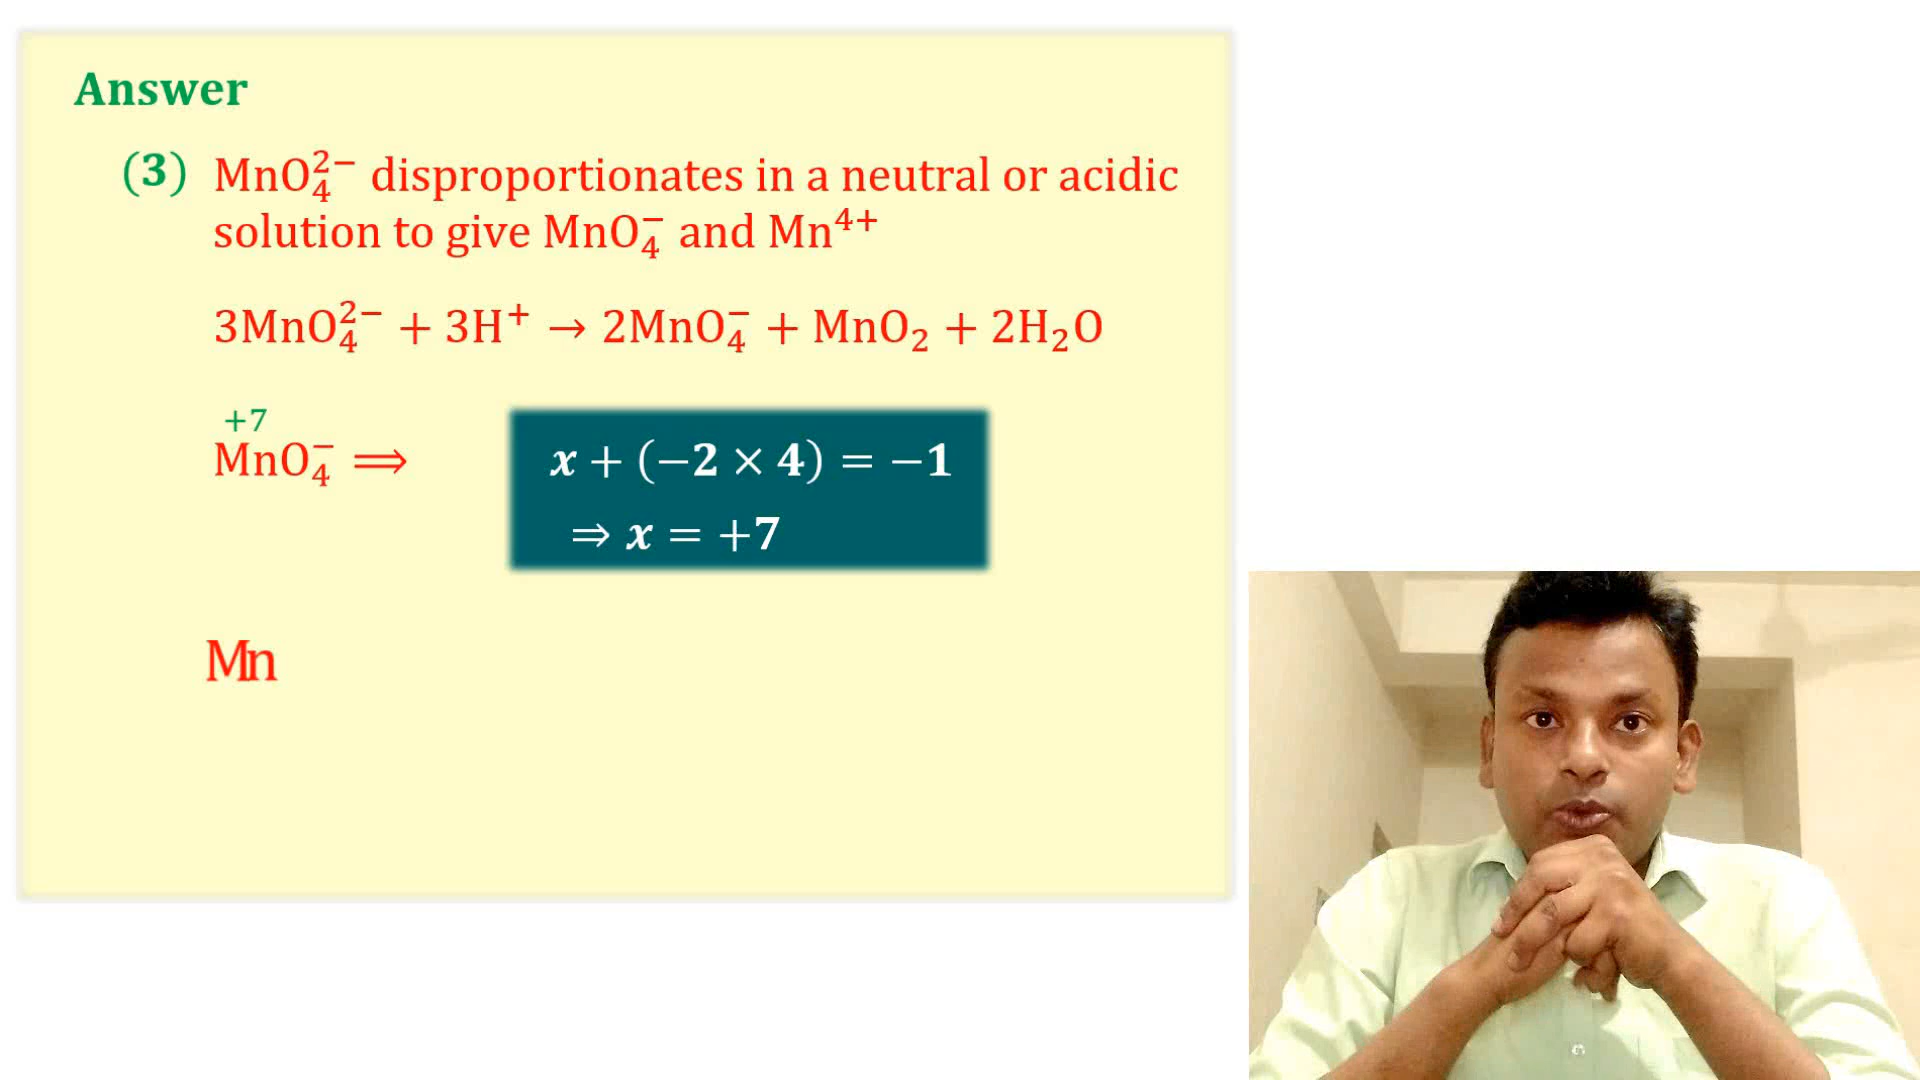 Answer
(3) MnO₄²⁻ disproportionates in a neutral or acidic
solution to give MnO₄⁻ and Mn⁴⁺
3MnO₄²⁻ + 3H⁺ → 2MnO₄⁻ + MnO₂ + 2H₂O
+7
MnO₄⁻ ⟹
x + (−2 × 4) = −1
⇒ x = +7
Mn